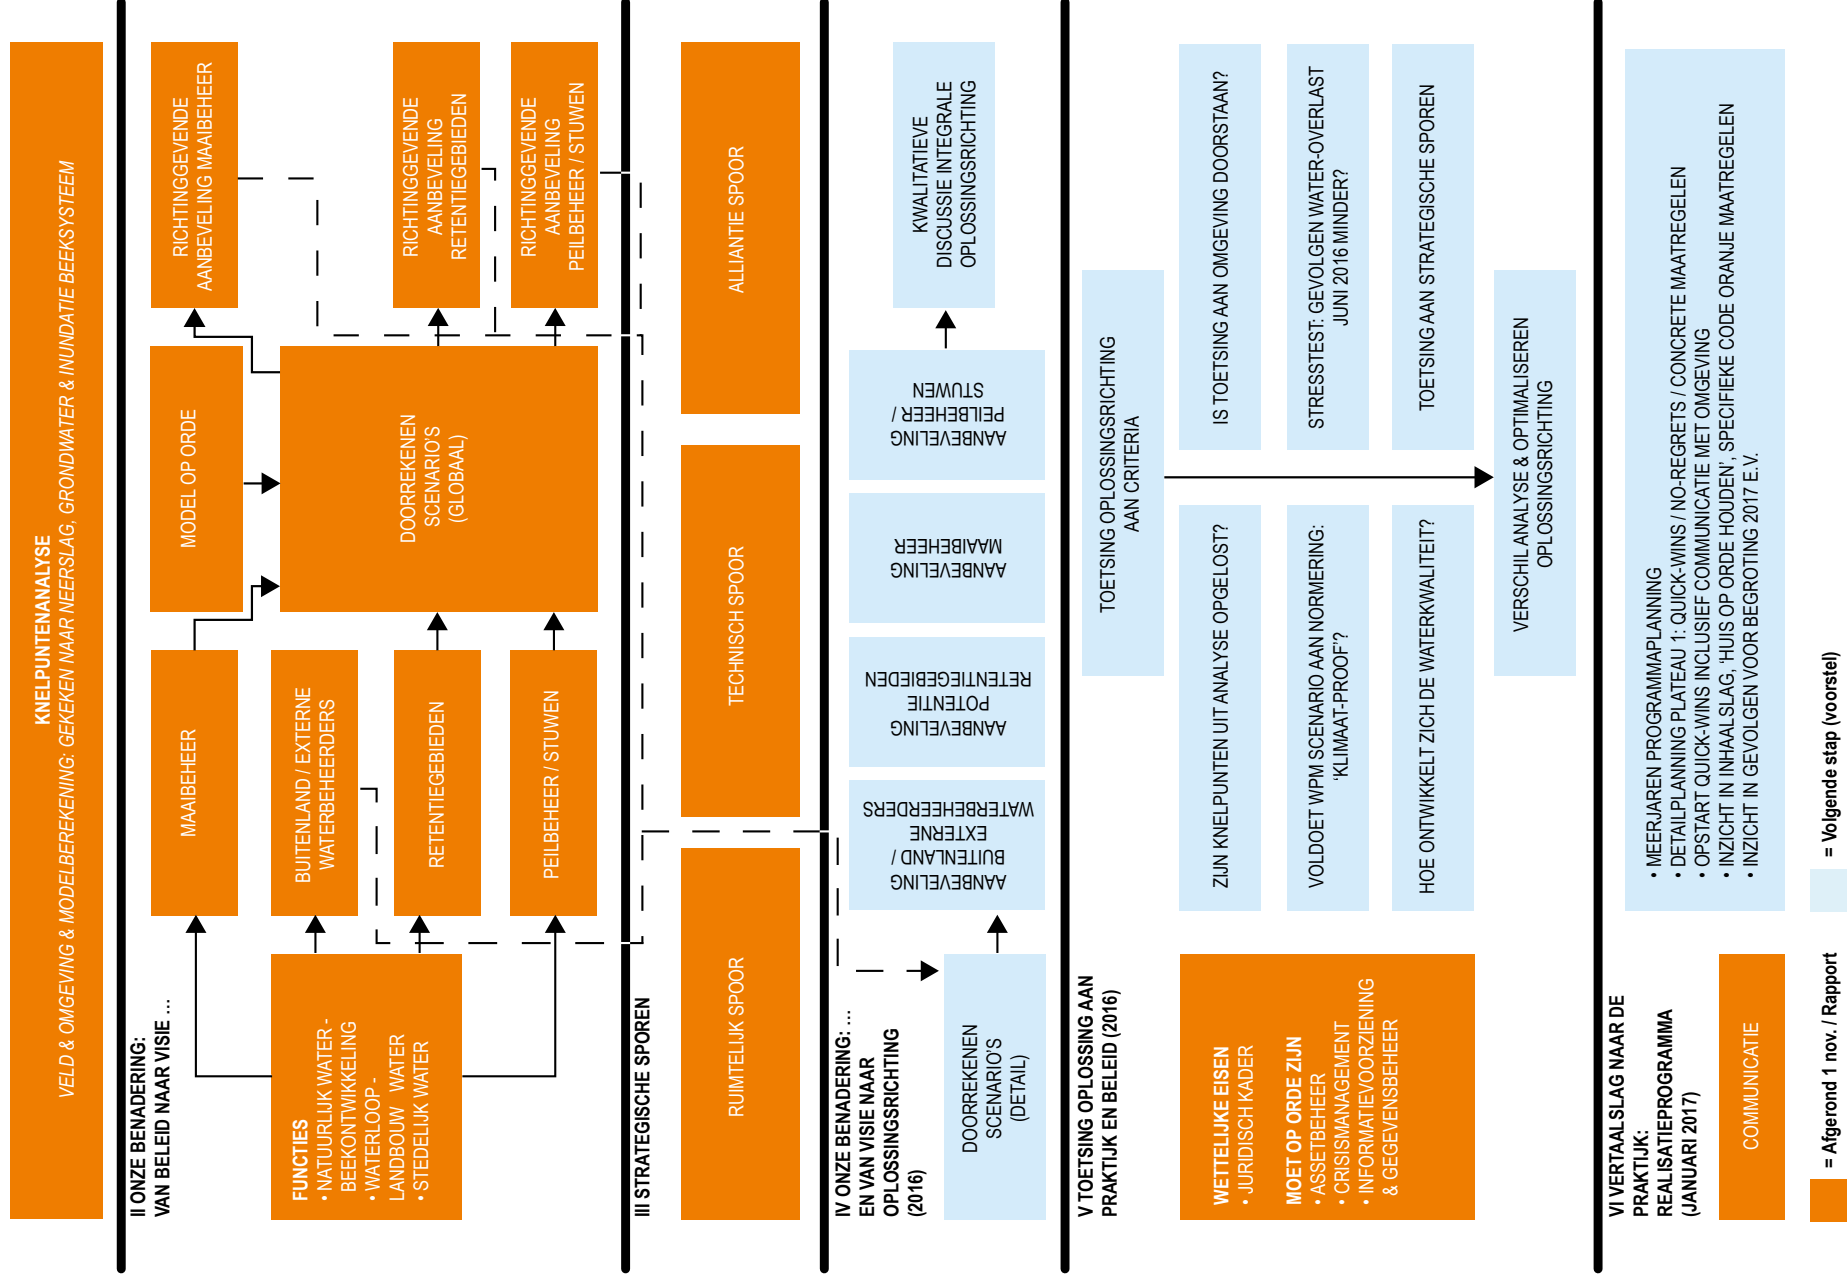 KNELPUNTENANALYSE
VELD & OMGEVING & MODELBEREKENING: GEKEKEN NAAR NEERSLAG, GRONDWATER & INUNDATIE BEEKSYSTEEM
II ONZE BENADERING:
VAN BELEID NAAR VISIE ...
FUNCTIES
• NATUURLIJK WATER -
BEEKONTWIKKELING
• WATERLOOP -
LANDBOUW WATER
• STEDELIJK WATER
MAAIBEHEER
BUITENLAND / EXTERNE
WATERBEHEERDERS
RETENTIEGEBIEDEN
PEILBEHEER / STUWEN
MODEL OP ORDE
DOORREKENEN
SCENARIO'S
(GLOBAAL)
RICHTINGGEVENDE
AANBEVELING MAAIBEHEER
RICHTINGGEVENDE
AANBEVELING
RETENTIEGEBIEDEN
RICHTINGGEVENDE
AANBEVELING
PEILBEHEER / STUWEN
III STRATEGISCHE SPOREN
RUIMTELIJK SPOOR
TECHNISCH SPOOR
ALLIANTIE SPOOR
IV ONZE BENADERING: ...
EN VAN VISIE NAAR
OPLOSSINGSRICHTING
(2016)
DOORREKENEN
SCENARIO'S
(DETAIL)
AANBEVELING
BUITENLAND /
EXTERNE
WATERBEHEERDERS
AANBEVELING
POTENTIE
RETENTIEGEBIEDEN
AANBEVELING
MAAIBEHEER
AANBEVELING
PEILBEHEER /
STUWEN
KWALITATIEVE
DISCUSSIE INTEGRALE
OPLOSSINGSRICHTING
V TOETSING OPLOSSING AAN
PRAKTIJK EN BELEID (2016)
WETTELIJKE EISEN
• JURIDISCH KADER
MOET OP ORDE ZIJN
• ASSETBEHEER
• CRISISMANAGEMENT
• INFORMATIEVOORZIENING
& GEGEVENSBEHEER
TOETSING OPLOSSINGSRICHTING
AAN CRITERIA
ZIJN KNELPUNTEN UIT ANALYSE OPGELOST?
IS TOETSING AAN OMGEVING DOORSTAAN?
VOLDOET WPM SCENARIO AAN NORMERING:
'KLIMAAT-PROOF'?
STRESSTEST: GEVOLGEN WATER-OVERLAST
JUNI 2016 MINDER?
HOE ONTWIKKELT ZICH DE WATERKWALITEIT?
TOETSING AAN STRATEGISCHE SPOREN
VERSCHIL ANALYSE & OPTIMALISEREN
OPLOSSINGSRICHTING
VI VERTAALSLAG NAAR DE
PRAKTIJK:
REALISATIEPROGRAMMA
(JANUARI 2017)
COMMUNICATIE
• MEERJAREN PROGRAMMAPLANNING
• DETAILPLANNING PLATEAU 1: QUICK-WINS / NO-REGRETS / CONCRETE MAATREGELEN
• OPSTART QUICK-WINS INCLUSIEF COMMUNICATIE MET OMGEVING
• INZICHT IN INHAALSLAG, 'HUIS OP ORDE HOUDEN', SPECIFIEKE CODE ORANJE MAATREGELEN
• INZICHT IN GEVOLGEN VOOR BEGROTING 2017 E.V.
= Afgerond 1 nov. / Rapport
= Volgende stap (voorstel)